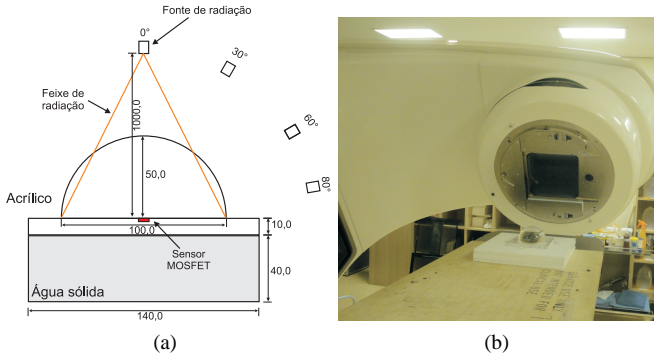 Fonte de radiação
0°
30°
Feixe de
radiação
1000,0
60°
50,0
80°
Acrílico
100,0
10,0
Sensor
MOSFET
40,0
Água sólida
140,0
(a)
(b)